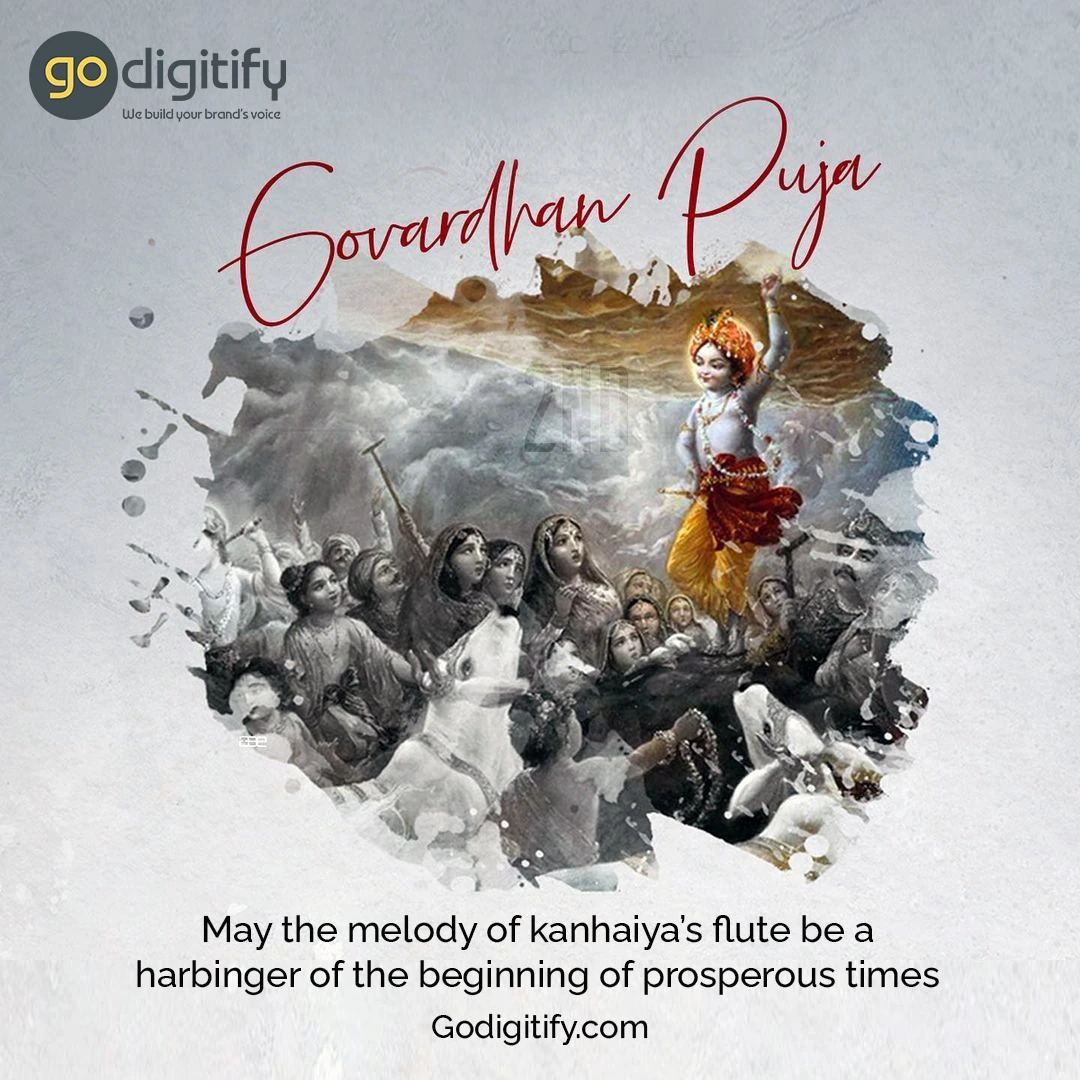 go digitify
We build your brand's voice
Govardhan Puja
May the melody of kanhaiya's flute be a
harbinger of the beginning of prosperous times
Godigitify.com